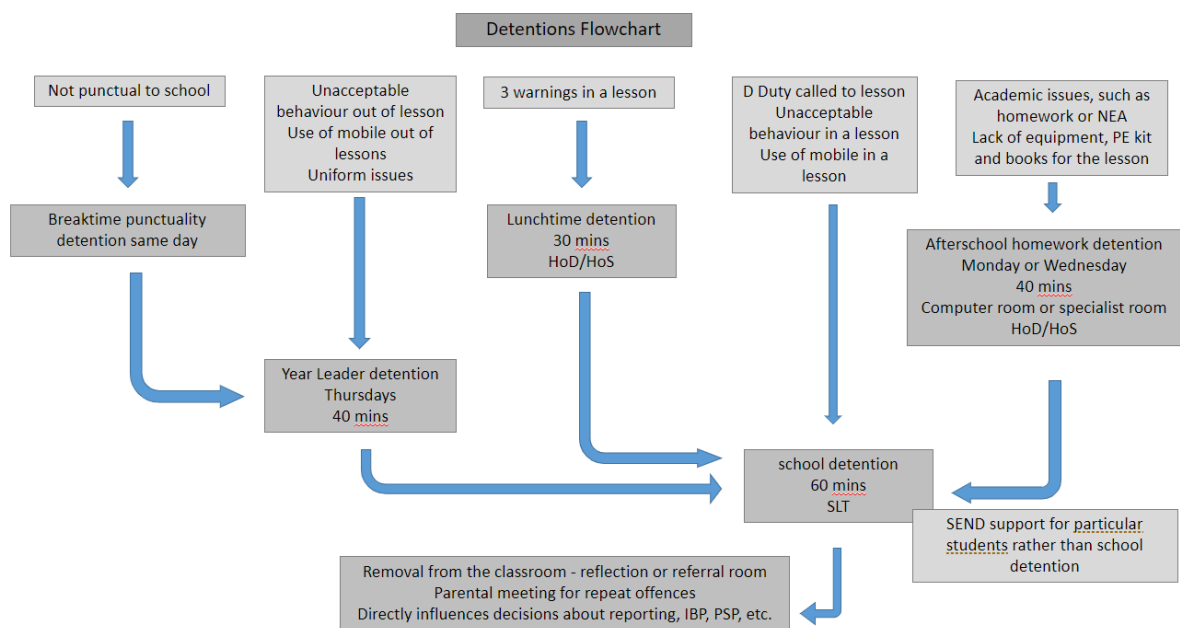 Detentions Flowchart
Not punctual to school
Unacceptable
behaviour out of lesson
Use of mobile out of
lessons
Uniform issues
3 warnings in a lesson
D Duty called to lesson
Unacceptable
behaviour in a lesson
Use of mobile in a
lesson
Academic issues, such as
homework or NEA
Lack of equipment, PE kit
and books for the lesson
Breaktime punctuality
detention same day
Lunchtime detention
30 mins
HoD/HoS
Afterschool homework detention
Monday or Wednesday
40 mins
Computer room or specialist room
HoD/HoS
Year Leader detention
Thursdays
40 mins
school detention
60 mins
SLT
SEND support for particular
students rather than school
detention
Removal from the classroom - reflection or referral room
Parental meeting for repeat offences
Directly influences decisions about reporting, IBP, PSP, etc.